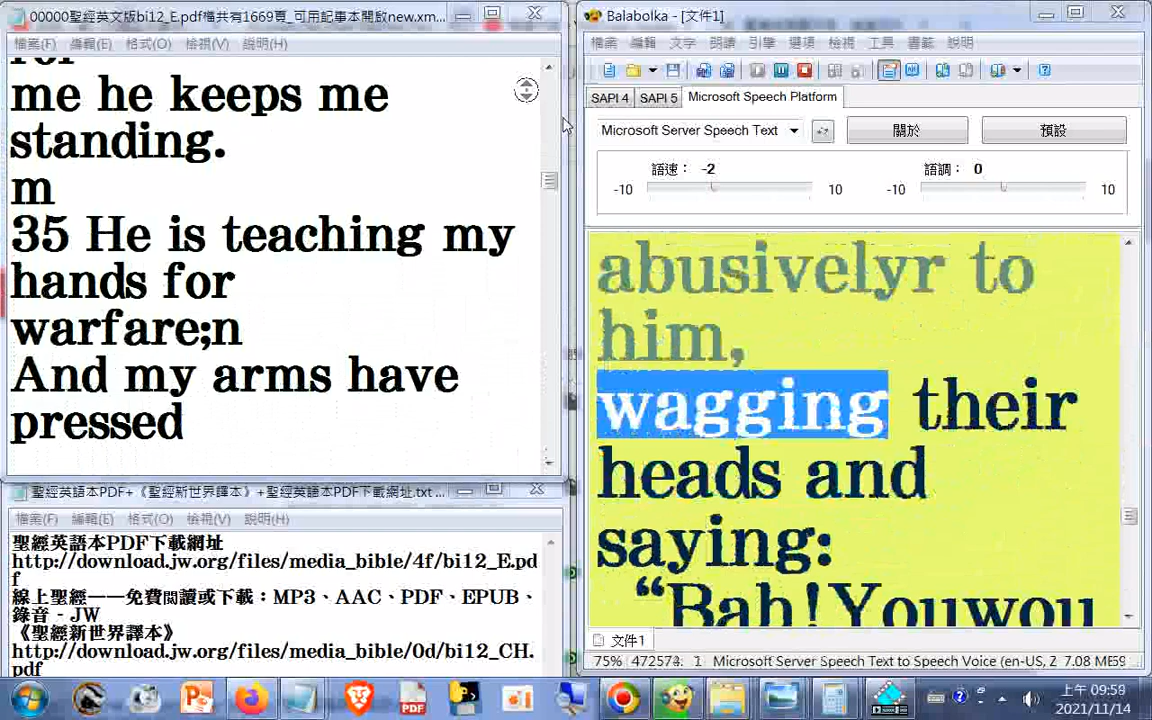 00000聖經英文版bi12_E.pdf檔共有1669頁_可用記事本開啟new.xm...
檔案(F) 編輯(E) 格式(O) 檢視(V) 說明(H)
for
me he keeps me
standing.
m
35 He is teaching my
hands for
warfare;n
And my arms have
pressed
聖經英語本PDF+《聖經新世界譯本》+聖經英語本PDF下載網址.txt ...
檔案(F) 編輯(E) 格式(O) 檢視(V) 說明(H)
聖經英語本PDF下載網址
http://download.jw.org/files/media_bible/4f/bi12_E.pd
f
線上聖經——免費閱讀或下載：MP3、AAC、PDF、EPUB、
錄音 - JW
《聖經新世界譯本》
http://download.jw.org/files/media_bible/0d/bi12_CH.
pdf
Balabolka - [文件1]
檔案 編輯 文字 朗讀 引擎 選項 檢視 工具 書籤 說明
SAPI 4 SAPI 5 Microsoft Speech Platform
Microsoft Server Speech Text 關於 預設
語速： -2 語調： 0
-10 10 -10 10
abusivelyr to
him,
wagging their
heads and
saying:
“Bah!Youwou
文件1
75% 472574: 1 Microsoft Server Speech Text to Speech Voice (en-US, Z 7.08 ME59
PDF
上午 09:59
2021/11/14